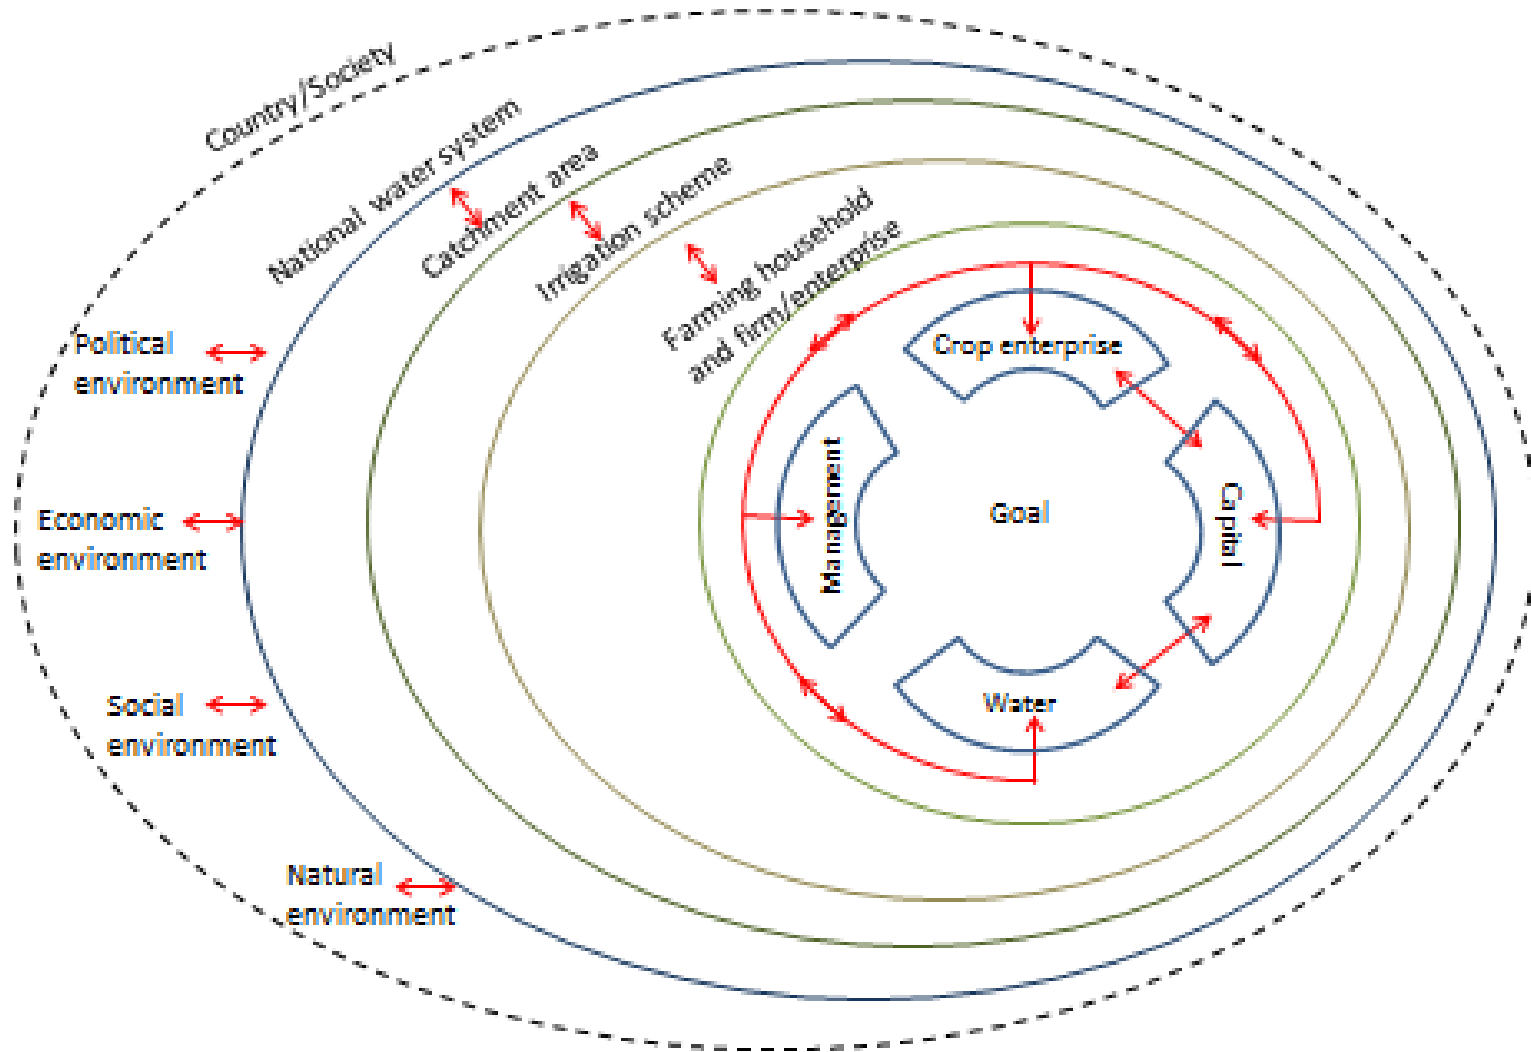 Country/Society
National water system
Catchment area
Irrigation scheme
Farming household
and firm/enterprise
Political
environment
Economic
environment
Social
environment
Natural
environment
Crop enterprise
Management
Goal
Capital
Water